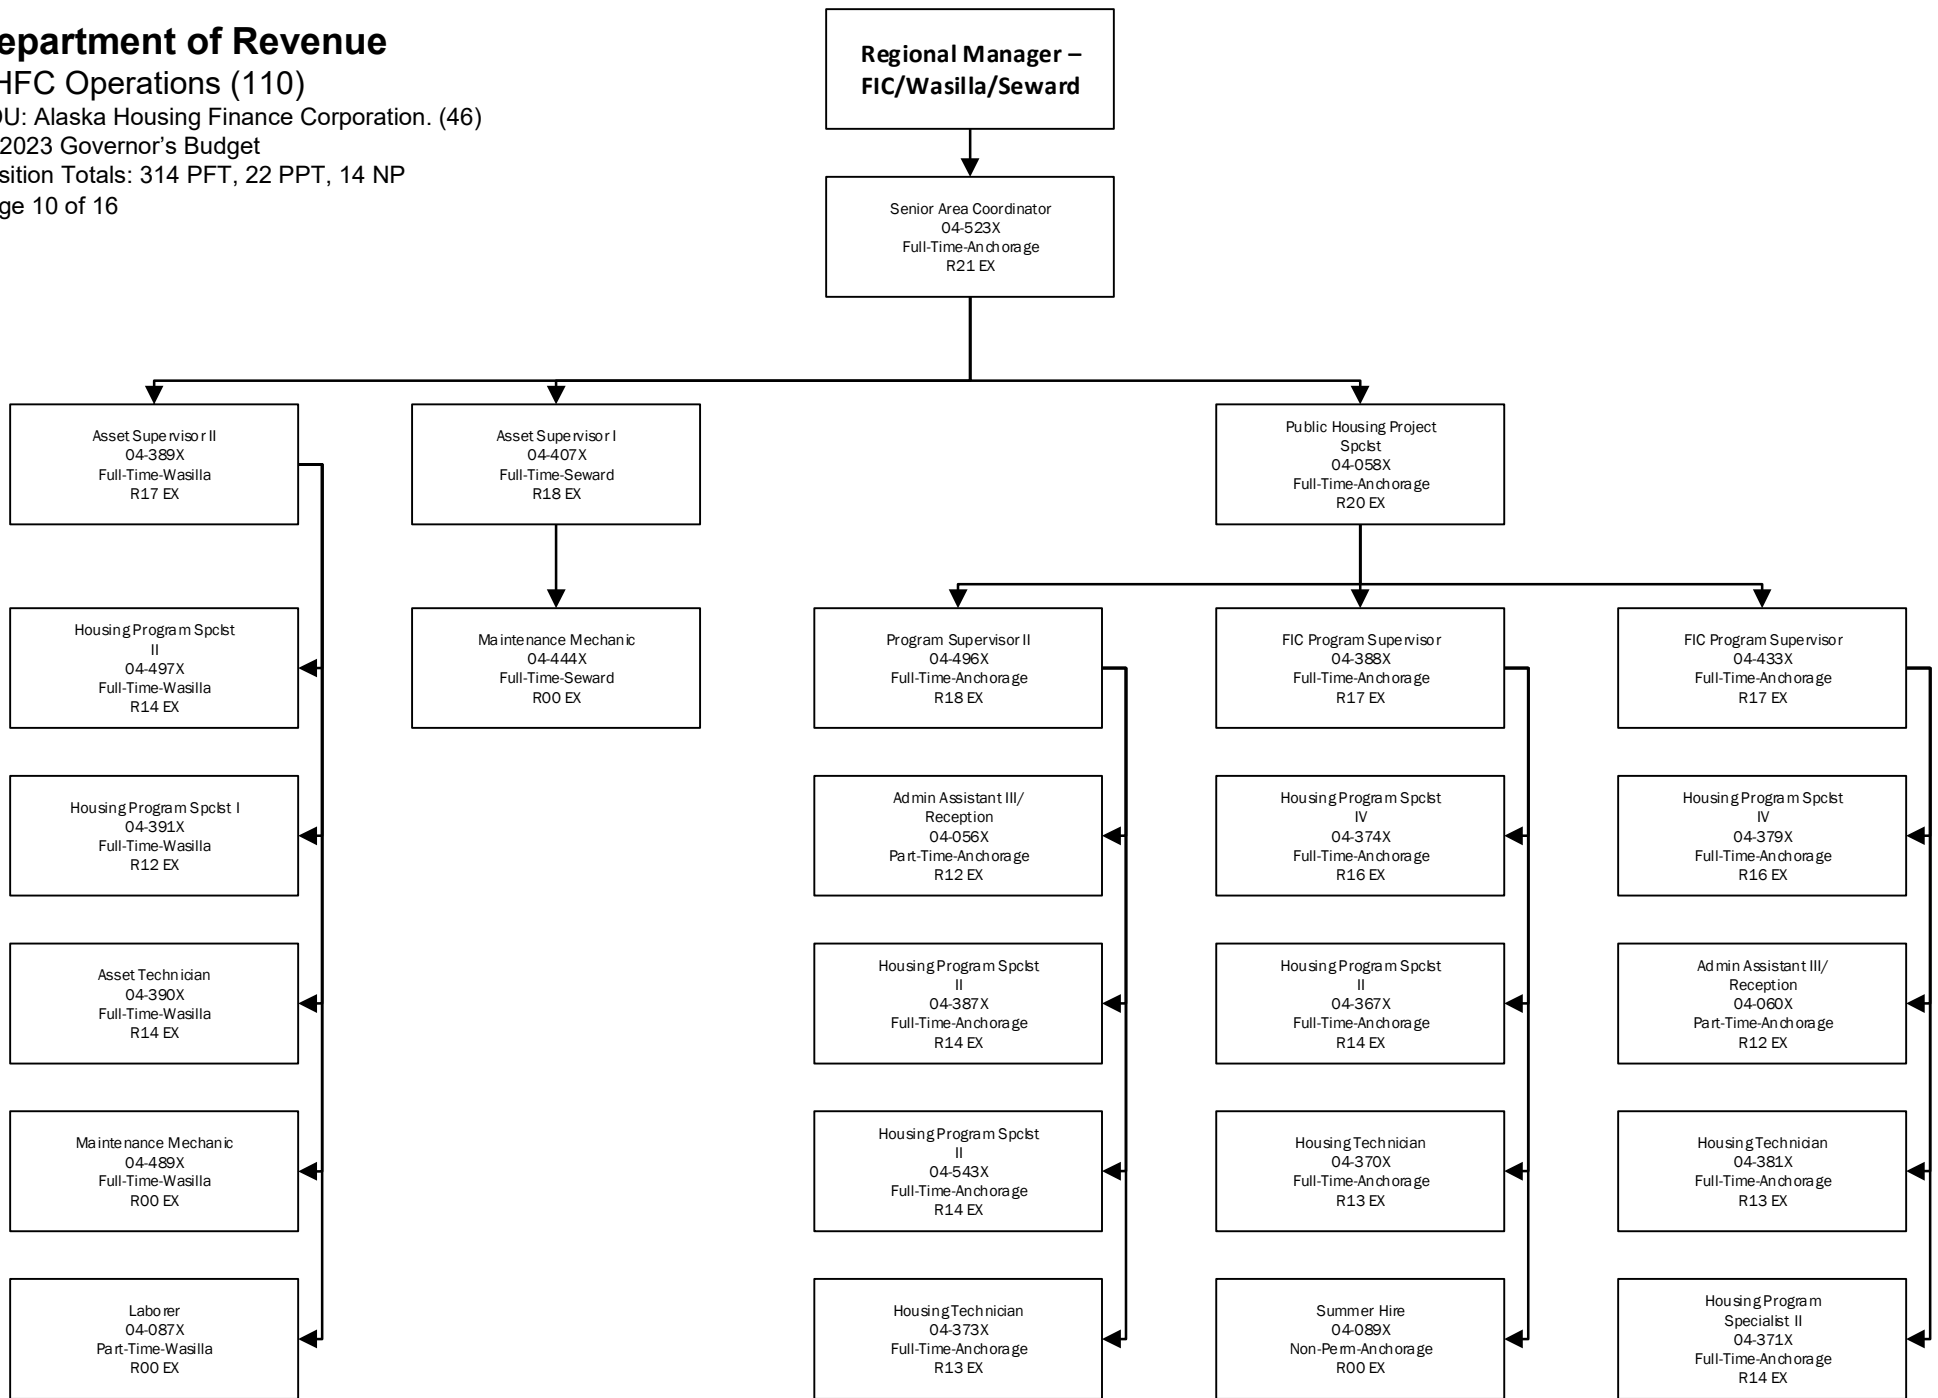 epartment of Revenue
HFC Operations (110)
DU: Alaska Housing Finance Corporation. (46)
2023 Governor's Budget
sition Totals: 314 PFT, 22 PPT, 14 NP
ge 10 of 16
Regional Manager –
FIC/Wasilla/Seward
Senior Area Coordinator
04-523X
Full-Time-Anchorage
R21 EX
Asset Supervisor II
04-389X
Full-Time-Wasilla
R17 EX
Asset Supervisor I
04-407X
Full-Time-Seward
R18 EX
Public Housing Project
Spclst
04-058X
Full-Time-Anchorage
R20 EX
Housing Program Spclst
II
04-497X
Full-Time-Wasilla
R14 EX
Maintenance Mechanic
04-444X
Full-Time-Seward
R00 EX
Program Supervisor II
04-496X
Full-Time-Anchorage
R18 EX
FIC Program Supervisor
04-388X
Full-Time-Anchorage
R17 EX
FIC Program Supervisor
04-433X
Full-Time-Anchorage
R17 EX
Housing Program Spclst I
04-391X
Full-Time-Wasilla
R12 EX
Admin Assistant III/
Reception
04-056X
Part-Time-Anchorage
R12 EX
Housing Program Spclst
IV
04-374X
Full-Time-Anchorage
R16 EX
Housing Program Spclst
IV
04-379X
Full-Time-Anchorage
R16 EX
Asset Technician
04-390X
Full-Time-Wasilla
R14 EX
Housing Program Spclst
II
04-387X
Full-Time-Anchorage
R14 EX
Housing Program Spclst
II
04-367X
Full-Time-Anchorage
R14 EX
Admin Assistant III/
Reception
04-060X
Part-Time-Anchorage
R12 EX
Maintenance Mechanic
04-489X
Full-Time-Wasilla
R00 EX
Housing Program Spclst
II
04-543X
Full-Time-Anchorage
R14 EX
Housing Technician
04-370X
Full-Time-Anchorage
R13 EX
Housing Technician
04-381X
Full-Time-Anchorage
R13 EX
Laborer
04-087X
Part-Time-Wasilla
R00 EX
Housing Technician
04-373X
Full-Time-Anchorage
R13 EX
Summer Hire
04-089X
Non-Perm-Anchorage
R00 EX
Housing Program
Specialist II
04-371X
Full-Time-Anchorage
R14 EX